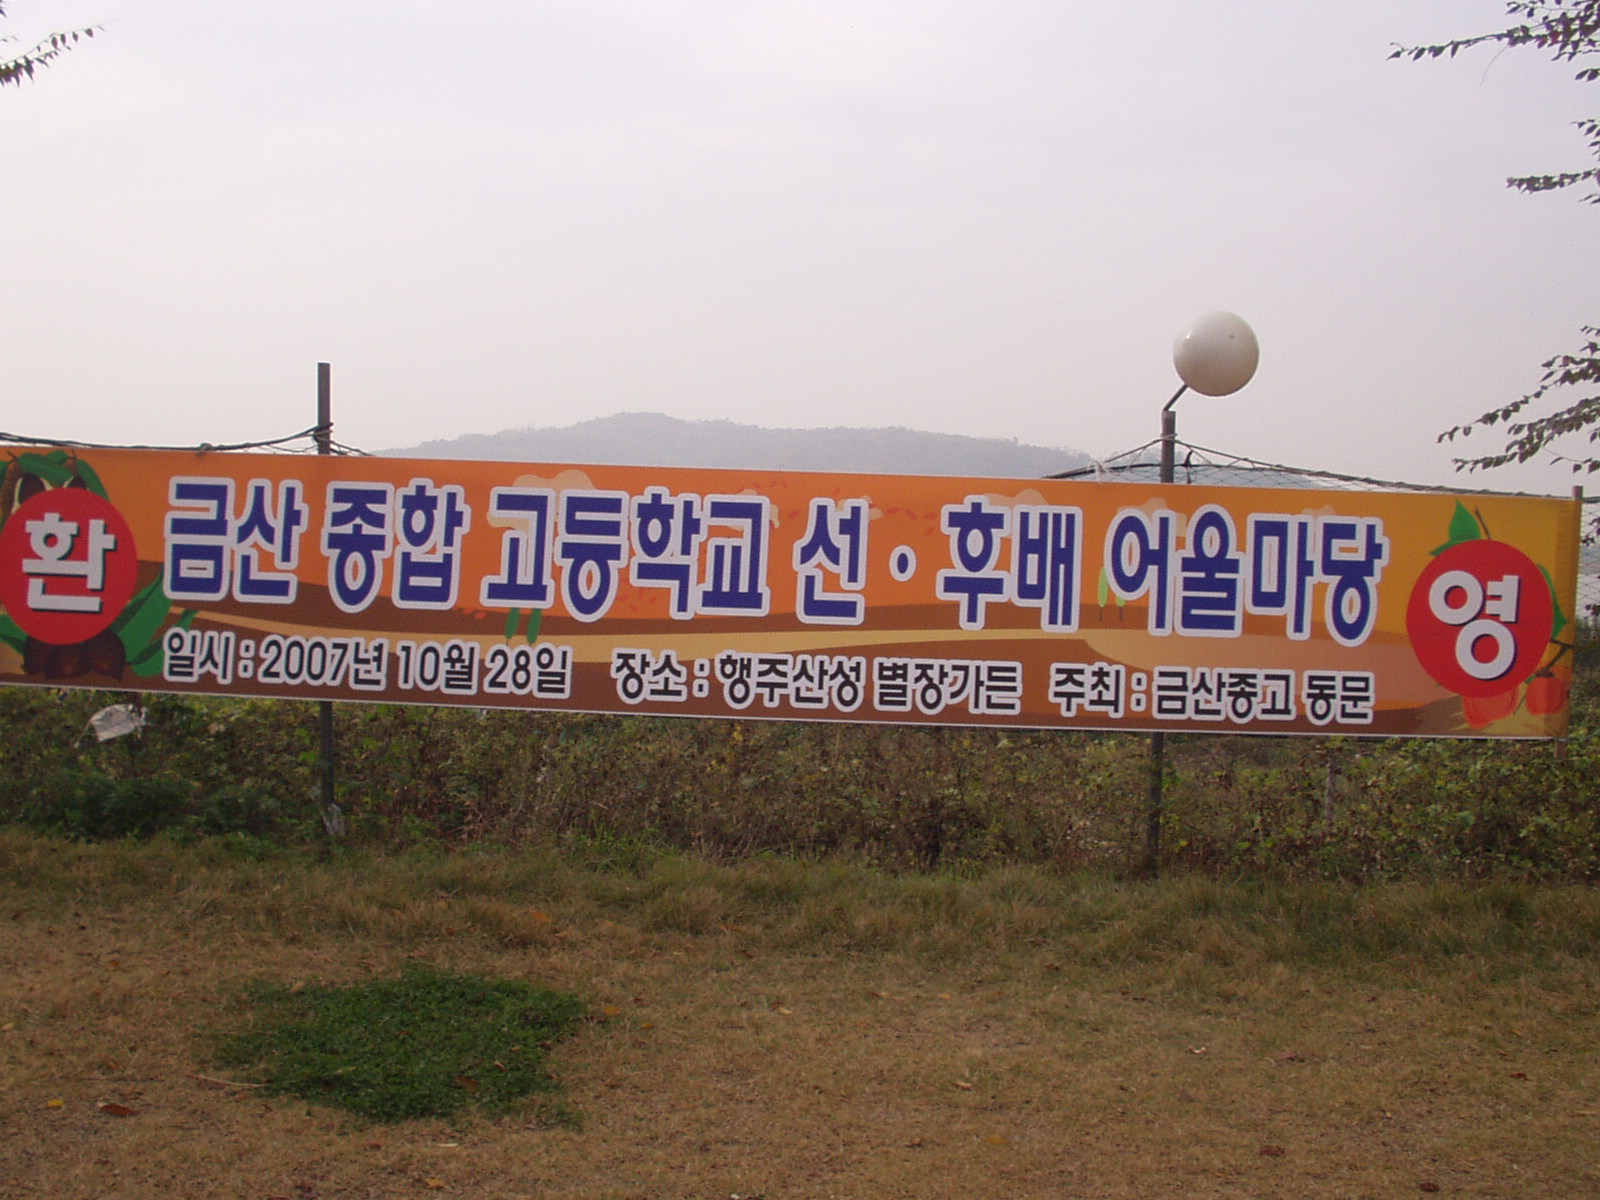 환 금산 종합 고등학교 선·후배 어울마당 영
일시 : 2007년 10월 28일 장소 : 행주산성 별장가든 주최 : 금산종고 동문